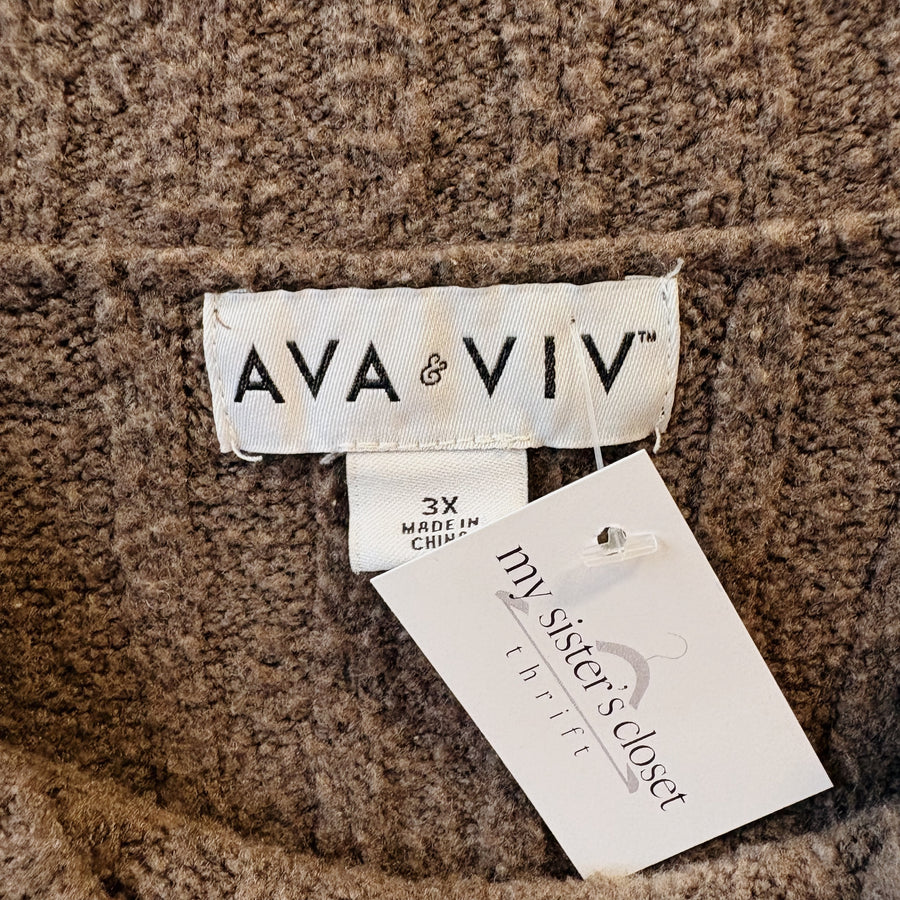 AVA & VIV™
3X
MADE IN
CHINA
my sister's closet
thrift